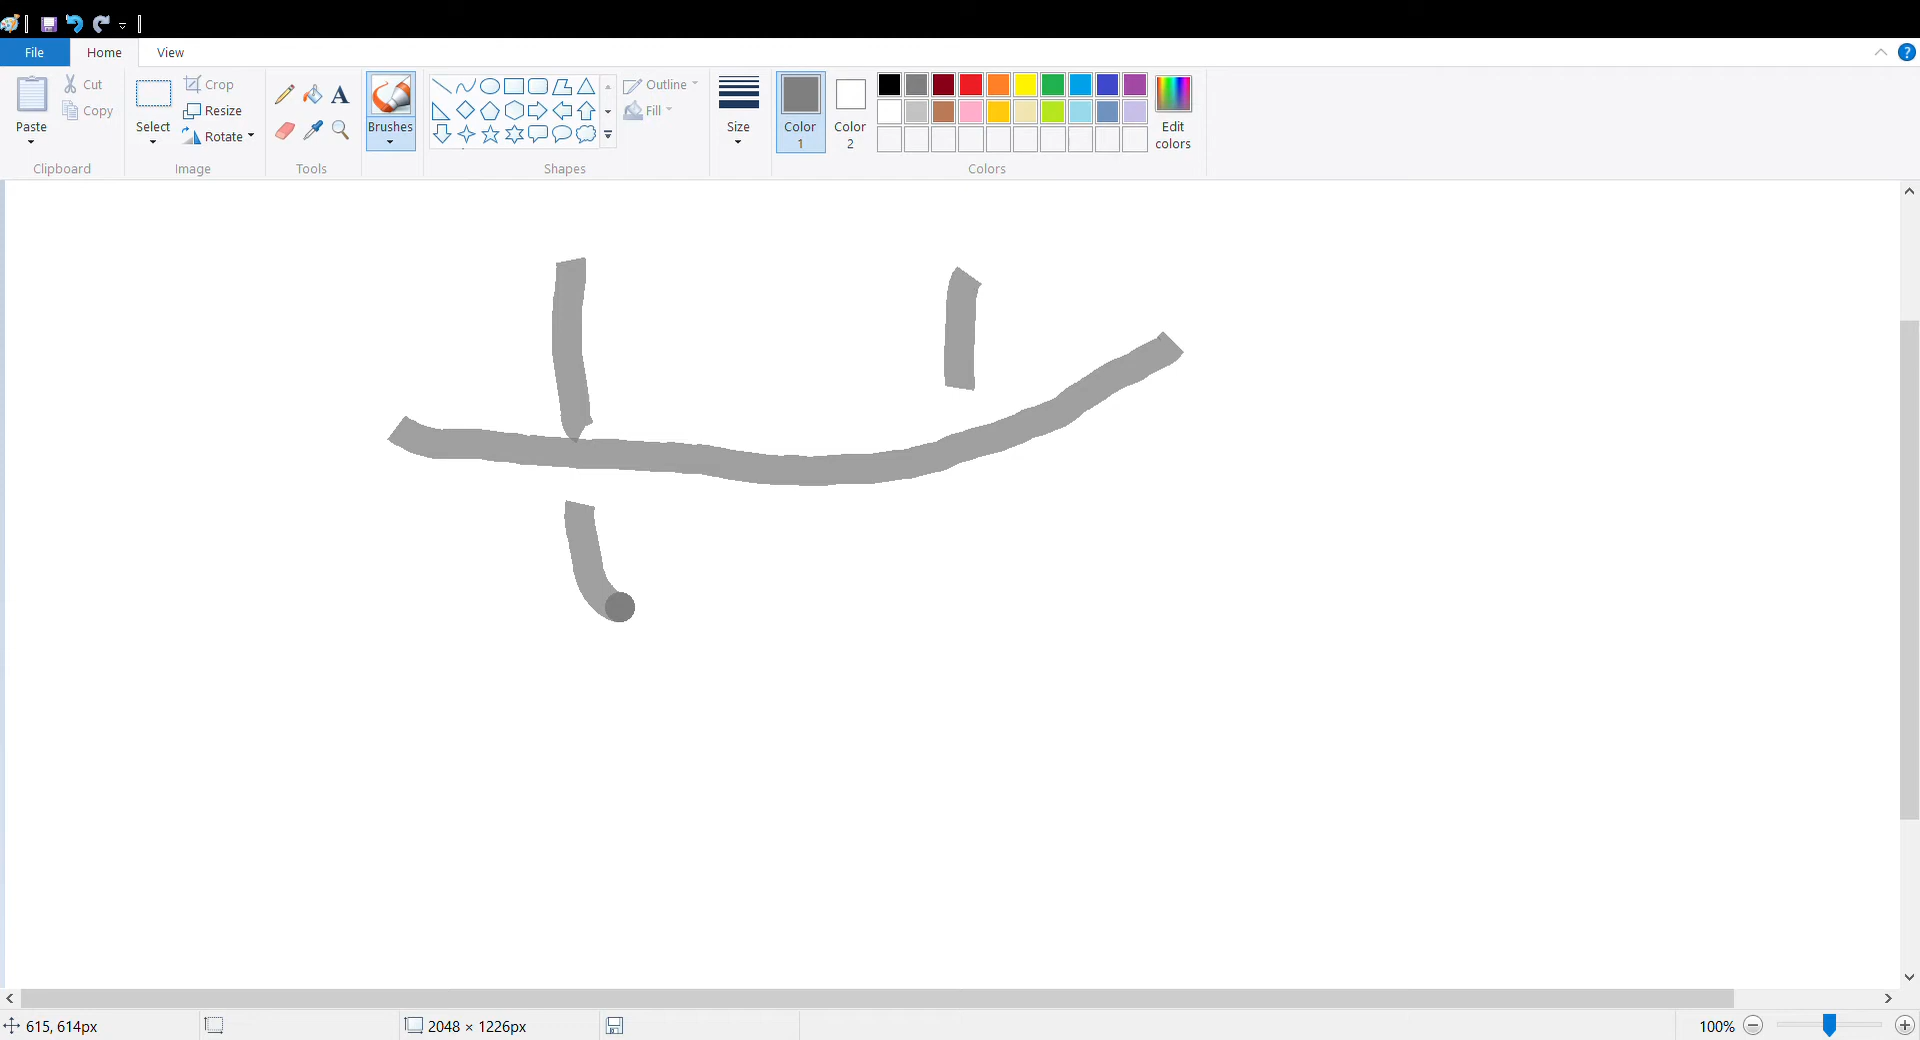 File Home View
Paste Cut Copy Clipboard
Select Crop Resize Rotate Image
A Tools
Brushes
Outline Fill Shapes
Size
Color 1 Color 2 Edit colors Colors
615, 614px 2048 × 1226px 100%